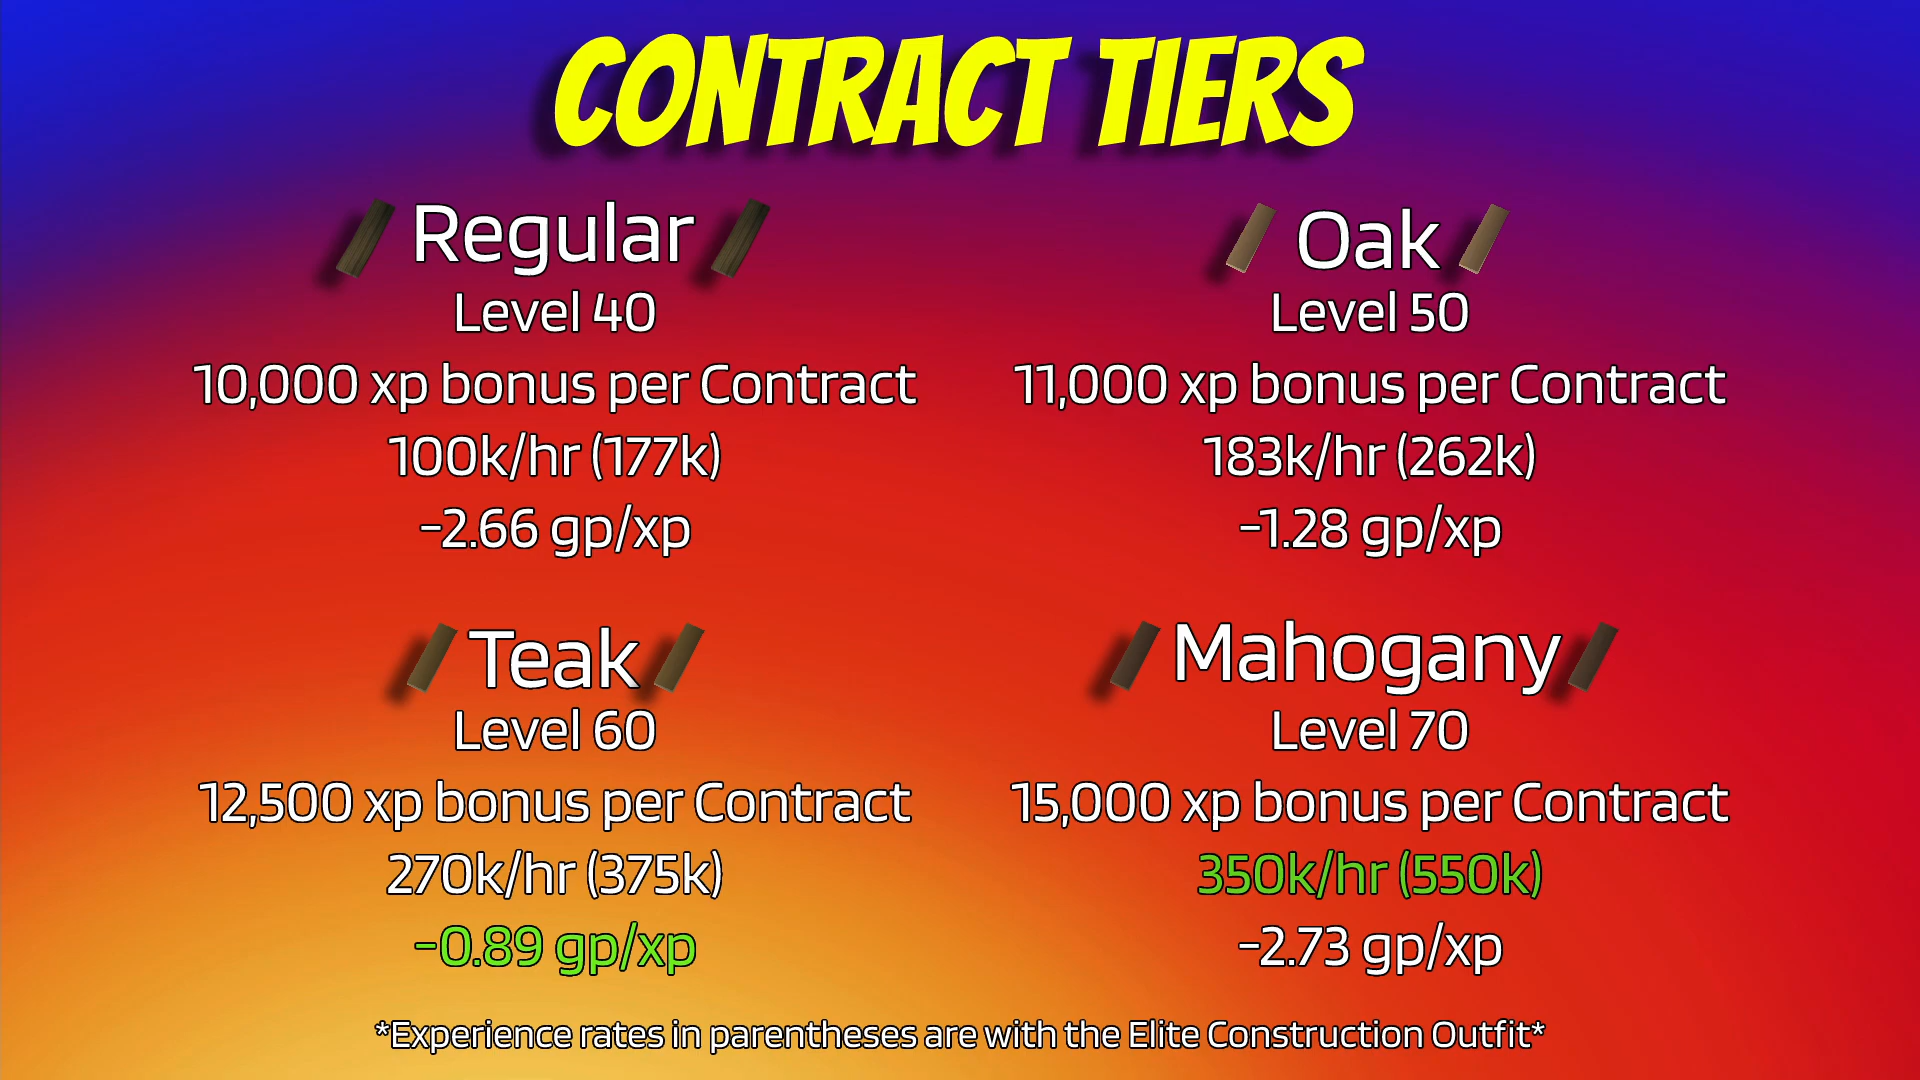 CONTRACT TIERS
Regular
Level 40
10,000 xp bonus per Contract
100k/hr (177k)
-2.66 gp/xp
Oak
Level 50
11,000 xp bonus per Contract
183k/hr (262k)
-1.28 gp/xp
Teak
Level 60
12,500 xp bonus per Contract
270k/hr (375k)
-0.89 gp/xp
Mahogany
Level 70
15,000 xp bonus per Contract
350k/hr (550k)
-2.73 gp/xp
*Experience rates in parentheses are with the Elite Construction Outfit*